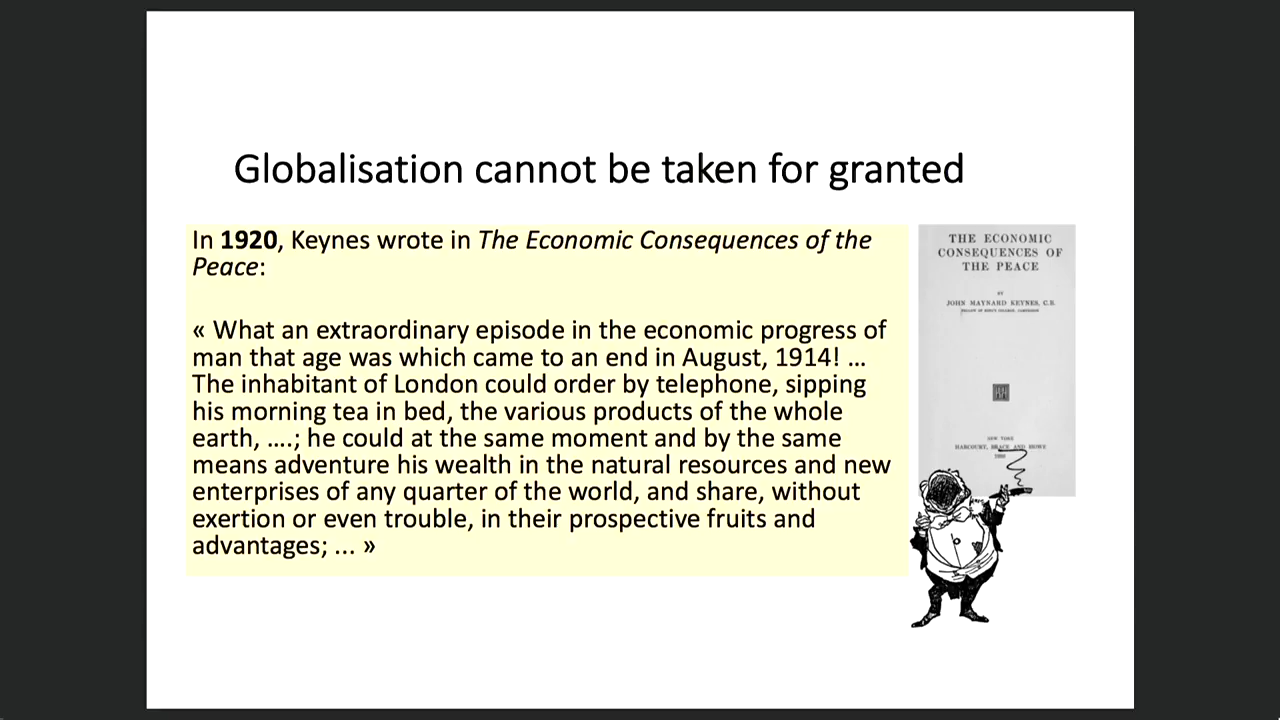 Globalisation cannot be taken for granted
In 1920, Keynes wrote in The Economic Consequences of the
Peace:
« What an extraordinary episode in the economic progress of
man that age was which came to an end in August, 1914! ...
The inhabitant of London could order by telephone, sipping
his morning tea in bed, the various products of the whole
earth, ....; he could at the same moment and by the same
means adventure his wealth in the natural resources and new
enterprises of any quarter of the world, and share, without
exertion or even trouble, in their prospective fruits and
advantages; ... »
THE ECONOMIC
CONSEQUENCES OF
THE PEACE
BY
JOHN MAYNARD KEYNES, C.B.
FELLOW OF KING'S COLLEGE, CAMBRIDGE
NEW YORK
HARCOURT, BRACE AND HOWE
1920